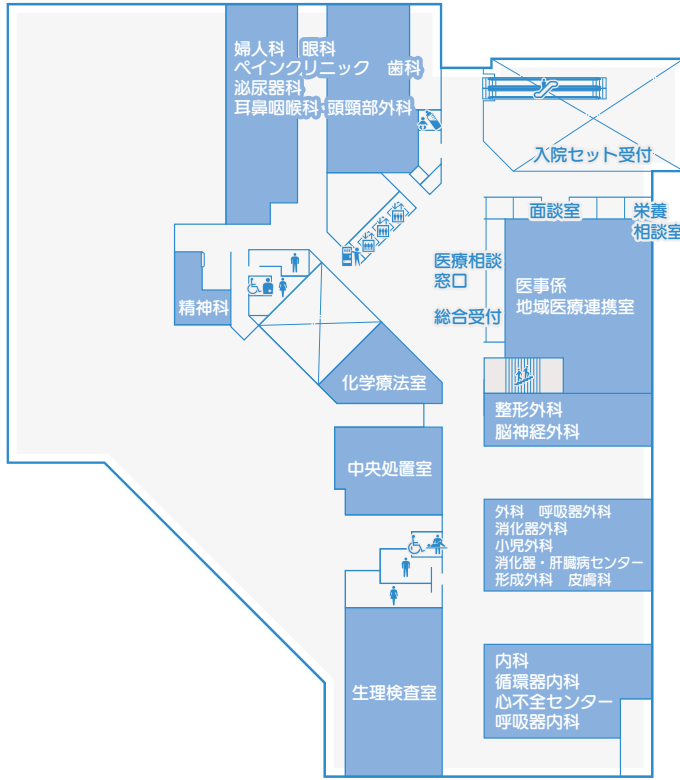 婦人科　眼科
ペインクリニック　歯科
泌尿器科
耳鼻咽喉科・頭頸部外科
入院セット受付
面談室
栄養
相談室
医療相談
窓口
医事係
地域医療連携室
総合受付
精神科
化学療法室
整形外科
脳神経外科
中央処置室
外科　呼吸器外科
消化器外科
小児外科
消化器・肝臓病センター
形成外科　皮膚科
内科
循環器内科
心不全センター
呼吸器内科
生理検査室